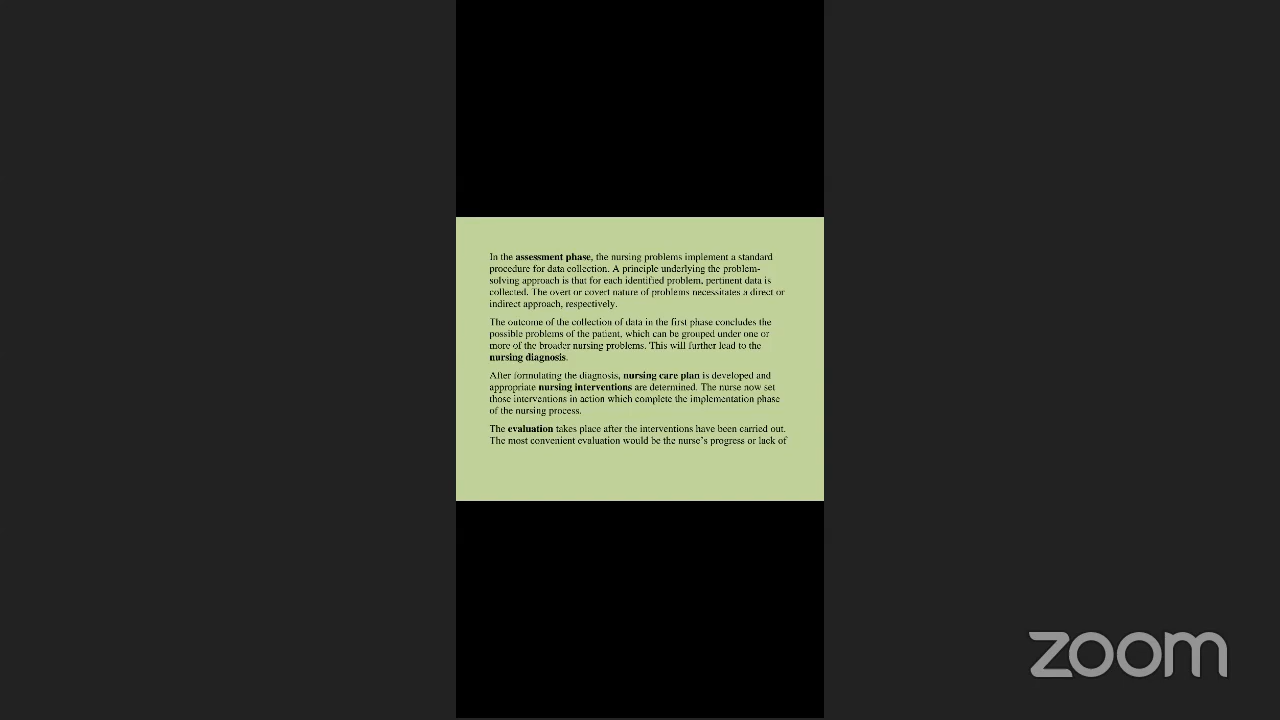 In the assessment phase, the nursing problems implement a standard
procedure for data collection. A principle underlying the problem-
solving approach is that for each identified problem, pertinent data is
collected. The overt or covert nature of problems necessitates a direct or
indirect approach, respectively.
The outcome of the collection of data in the first phase concludes the
possible problems of the patient, which can be grouped under one or
more of the broader nursing problems. This will further lead to the
nursing diagnosis.
After formulating the diagnosis, nursing care plan is developed and
appropriate nursing interventions are determined. The nurse now set
those interventions in action which complete the implementation phase
of the nursing process.
The evaluation takes place after the interventions have been carried out.
The most convenient evaluation would be the nurse's progress or lack of
zoom